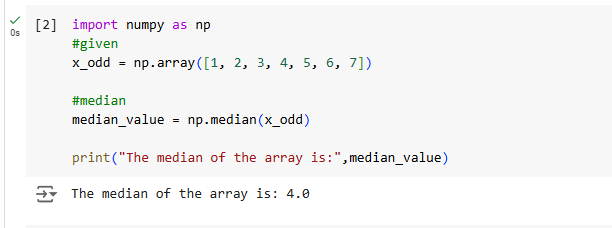 [2] import numpy as np
0s
#given
x_odd = np.array([1, 2, 3, 4, 5, 6, 7])
#median
median_value = np.median(x_odd)
print("The median of the array is:",median_value)
The median of the array is: 4.0